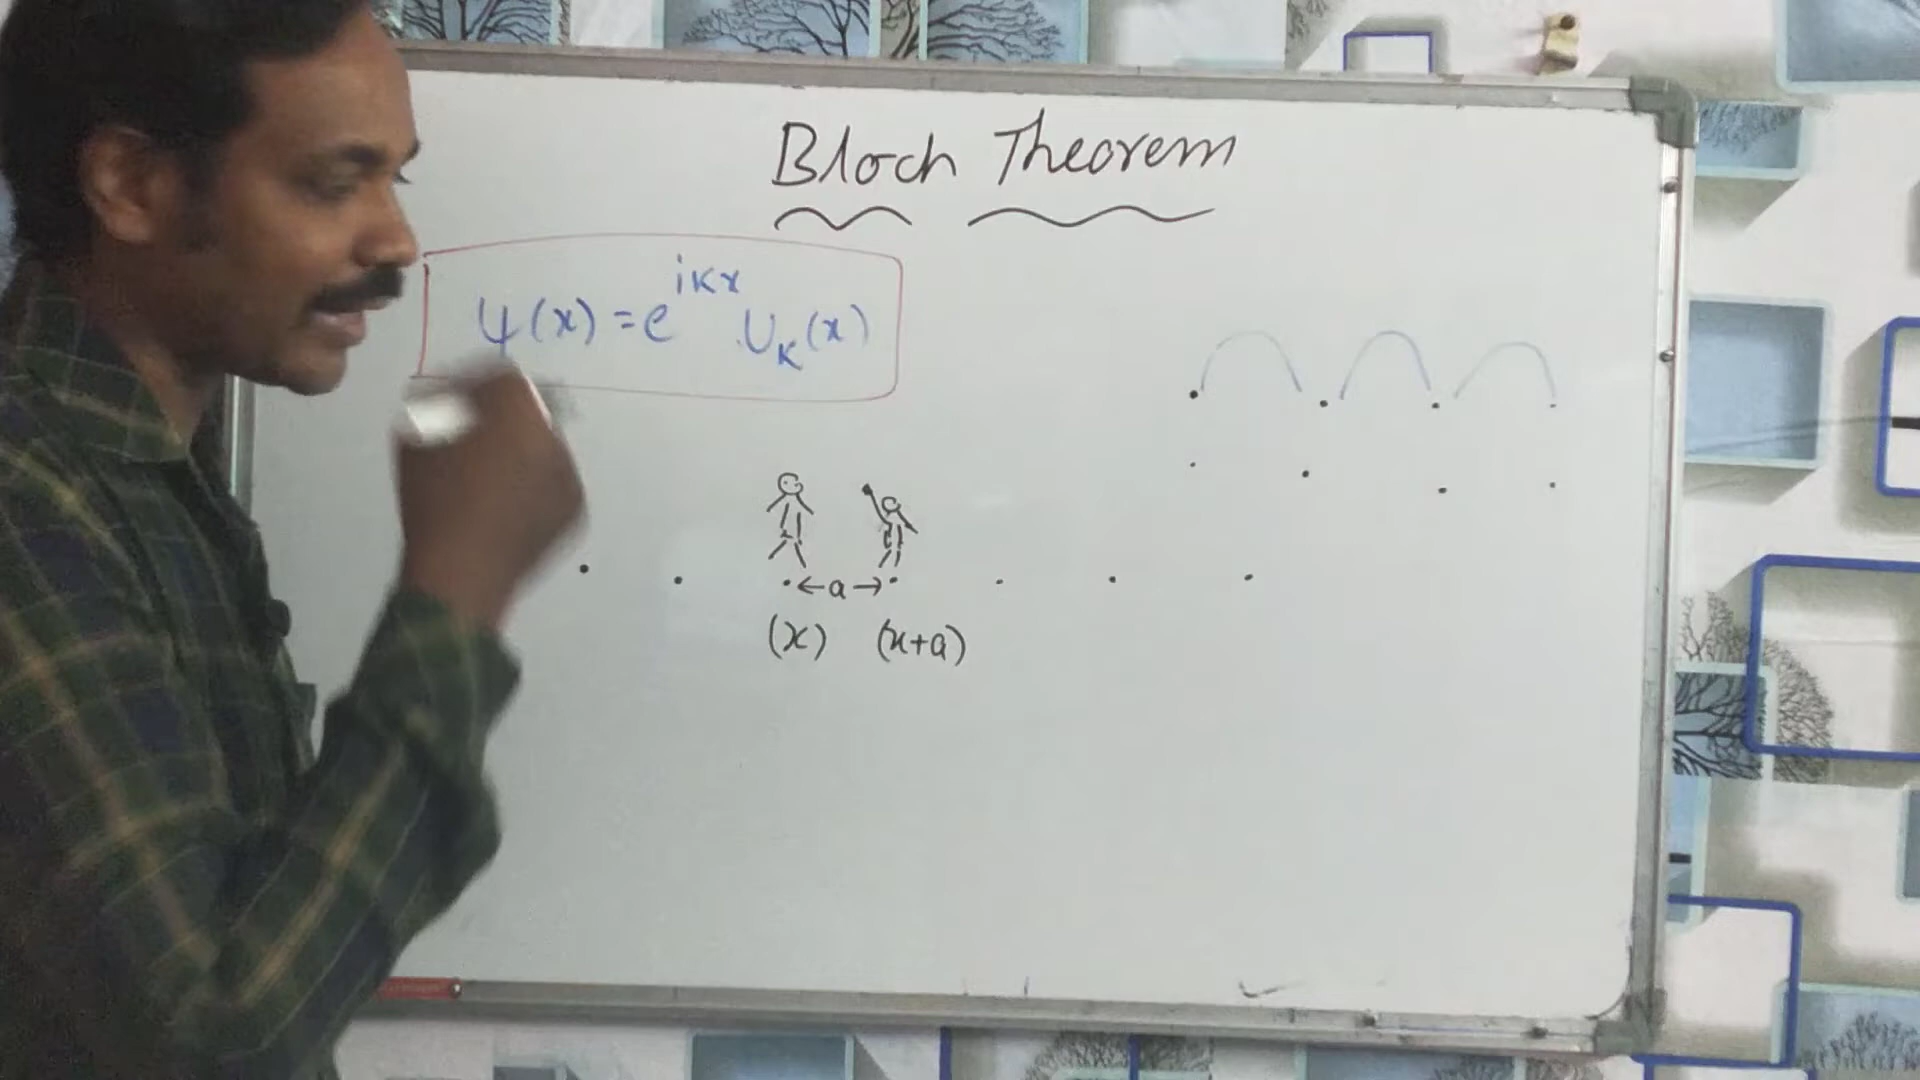 Bloch Theorem
ψ(x) = e^{iKx} U_K(x)
←a→
(x) (x+a)